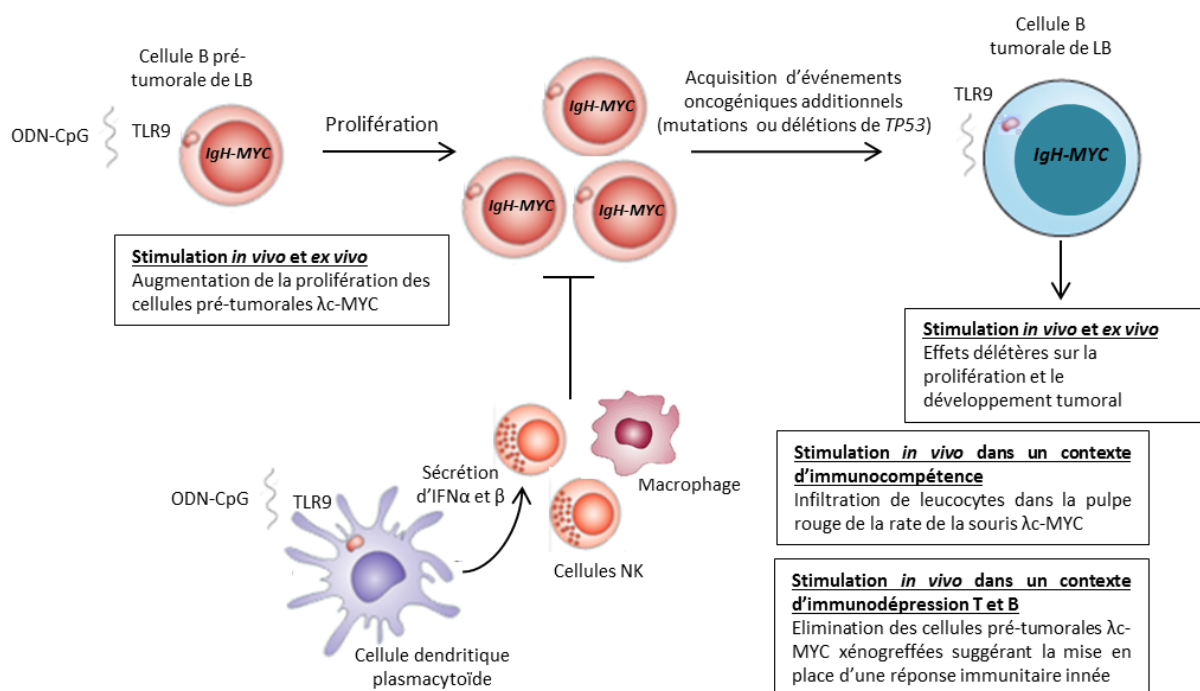 Cellule B pré-
tumorale de LB
ODN-CpG
TLR9
IgH-MYC
Prolifération
IgH-MYC
IgH-MYC
IgH-MYC
Acquisition d'événements
oncogéniques additionnels
(mutations ou délétions de TP53)
Cellule B
tumorale de LB
TLR9
IgH-MYC
Stimulation in vivo et ex vivo
Augmentation de la prolifération des
cellules pré-tumorales λc-MYC
Stimulation in vivo et ex vivo
Effets délétères sur la
prolifération et le
développement tumoral
ODN-CpG
TLR9
Sécrétion
d'IFNα et β
Macrophage
Cellules NK
Cellule dendritique
plasmacytoïde
Stimulation in vivo dans un contexte
d'immunocompétence
Infiltration de leucocytes dans la pulpe
rouge de la rate de la souris λc-MYC
Stimulation in vivo dans un contexte
d'immunodépression T et B
Elimination des cellules pré-tumorales λc-
MYC xénogreffées suggérant la mise en
place d'une réponse immunitaire innée